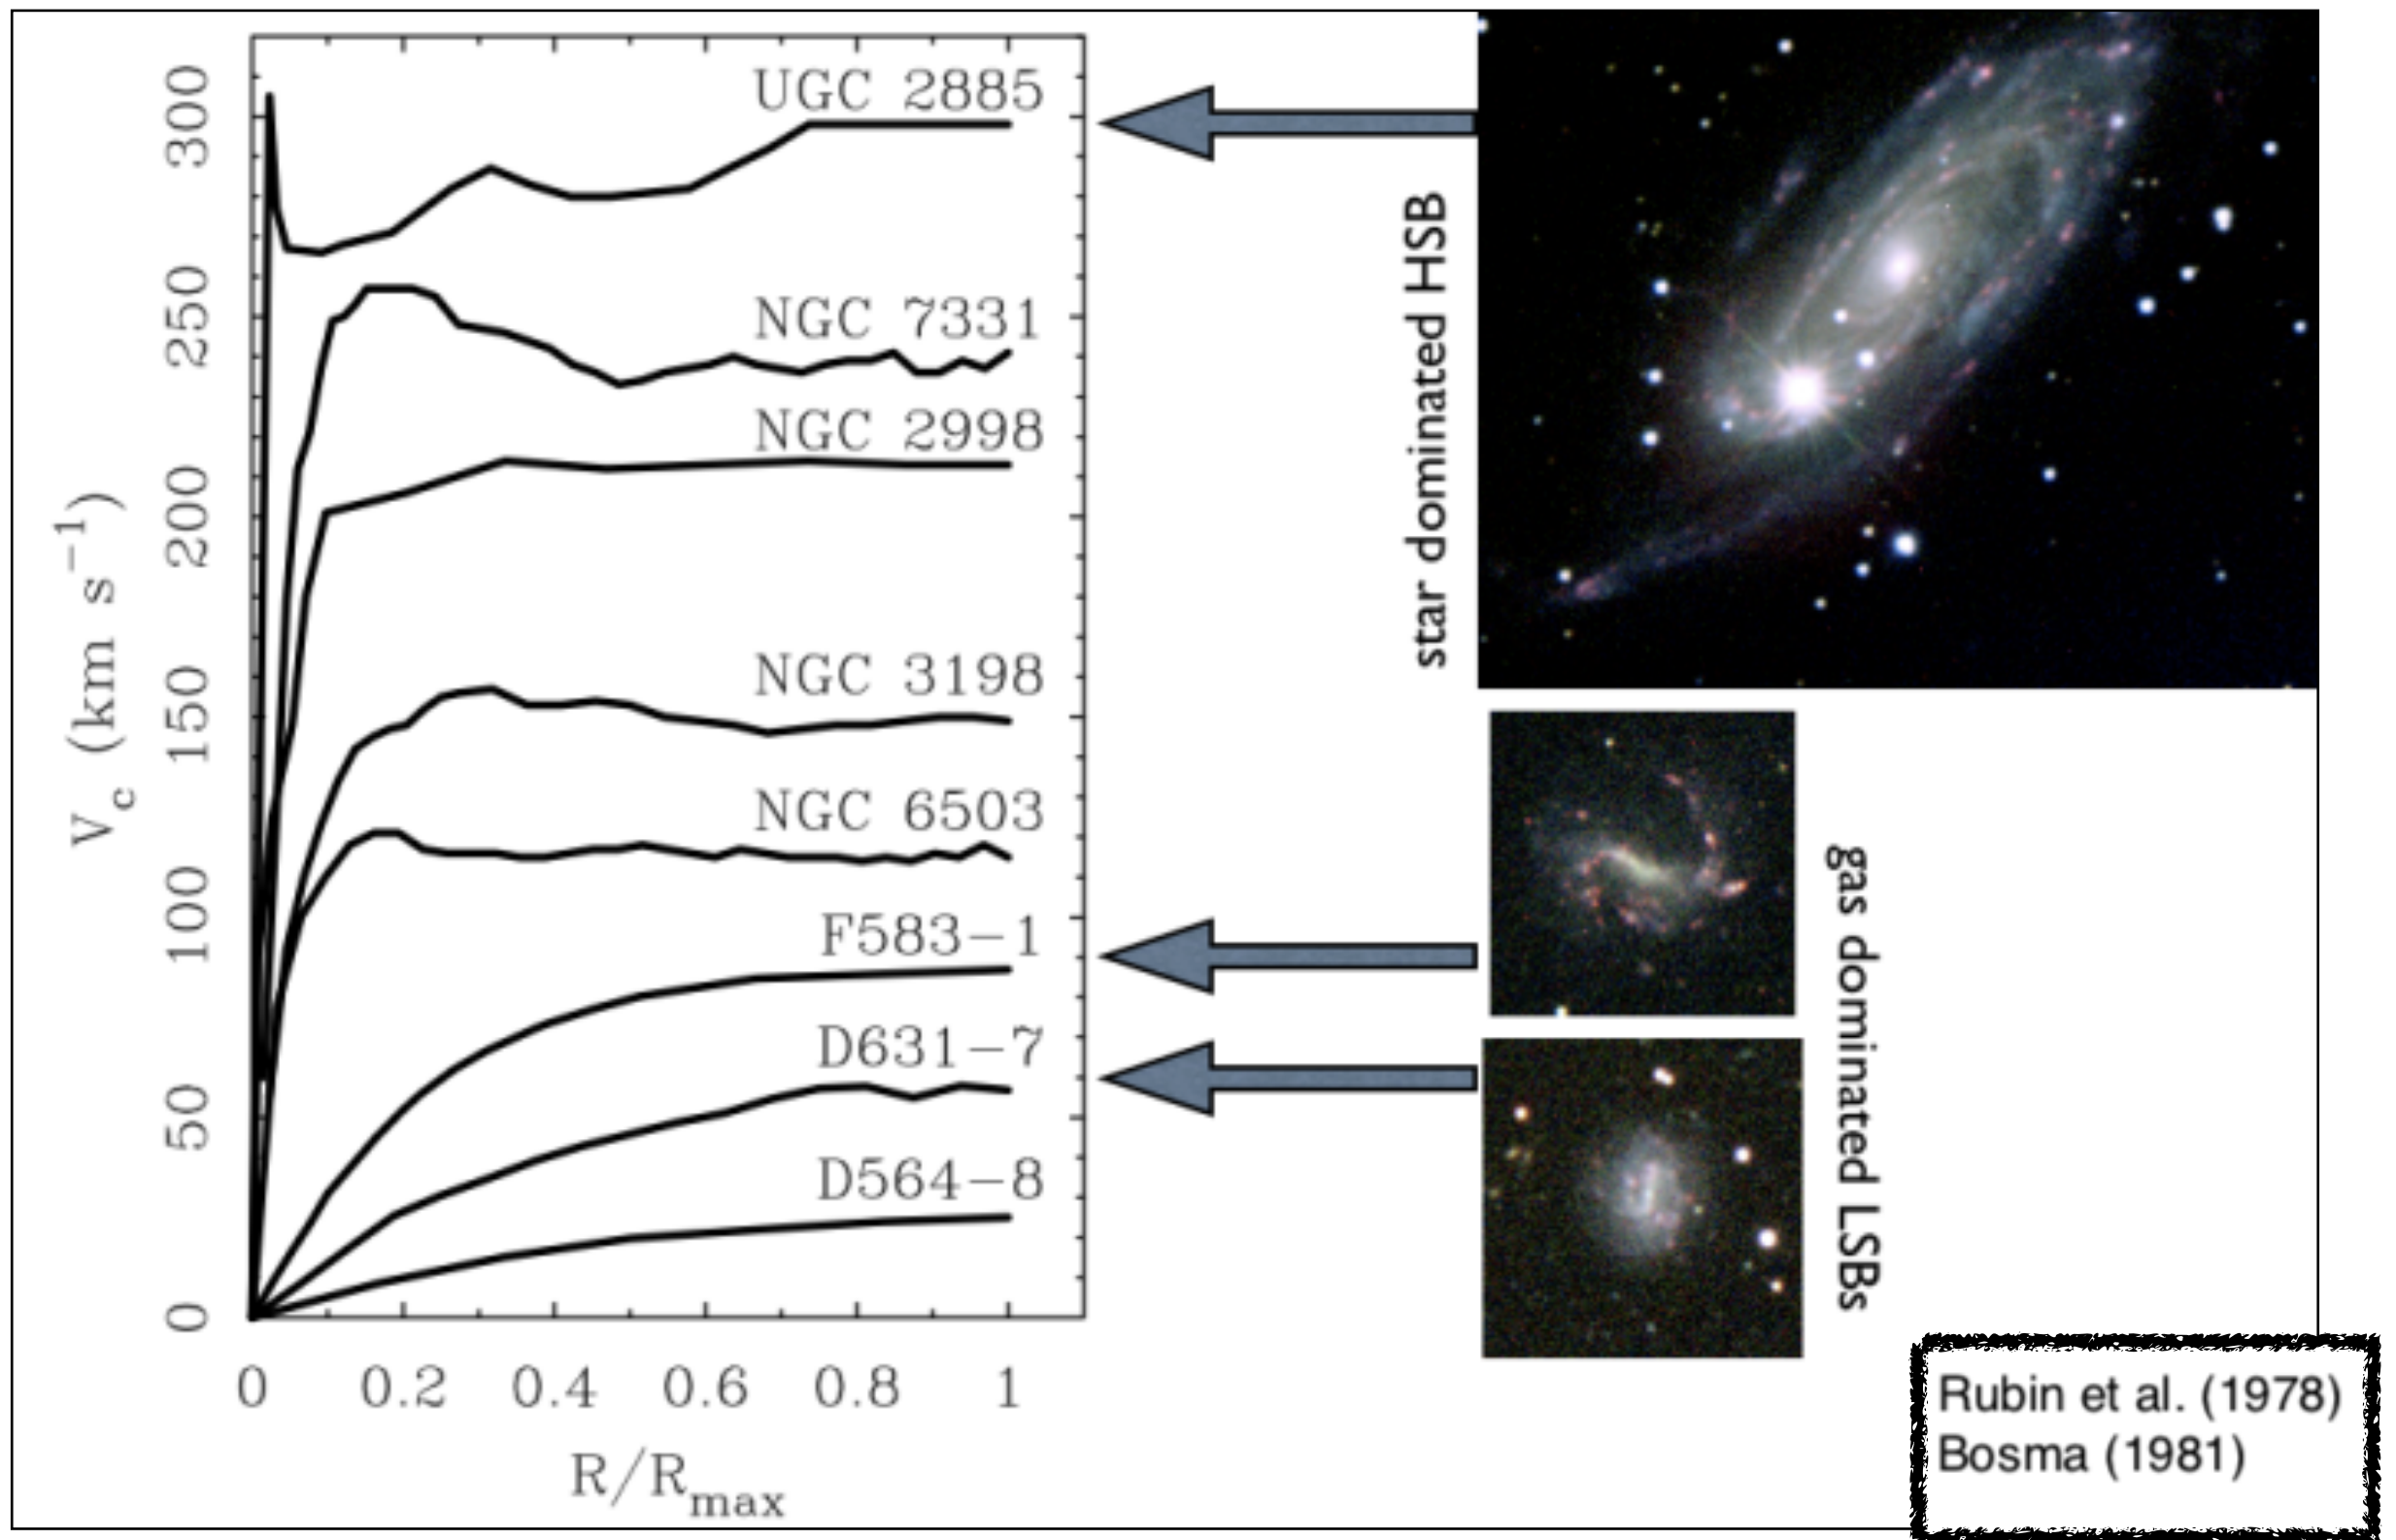 UGC 2885
NGC 7331
NGC 2998
NGC 3198
NGC 6503
F583−1
D631−7
D564−8
300
250
200
150
100
50
0
V_c (km s⁻¹)
0 0.2 0.4 0.6 0.8 1
R/R_max
star dominated HSB
gas dominated LSBs
Rubin et al. (1978)
Bosma (1981)